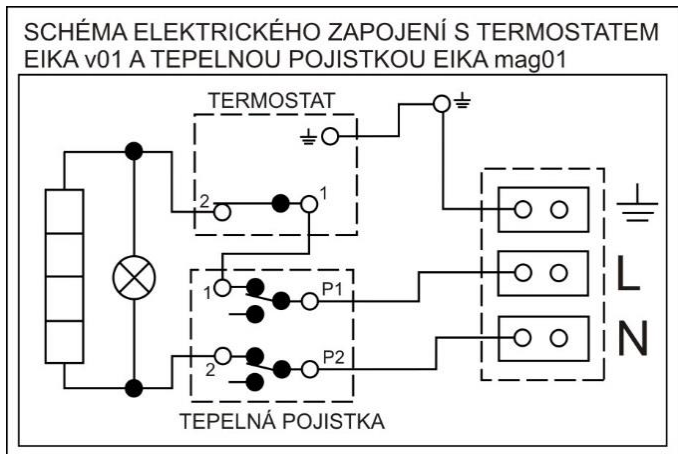 SCHÉMA ELEKTRICKÉHO ZAPOJENÍ S TERMOSTATEM
EIKA v01 A TEPELNOU POJISTKOU EIKA mag01
TERMOSTAT
2 1
1 P1
L
2 P2
N
TEPELNÁ POJISTKA